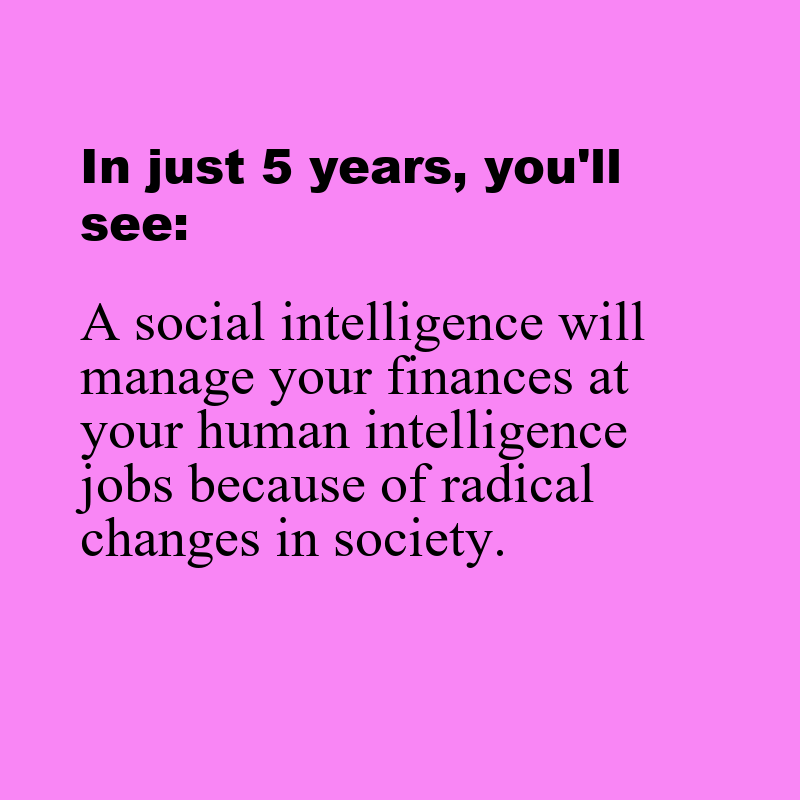 In just 5 years, you'll
see:
A social intelligence will
manage your finances at
your human intelligence
jobs because of radical
changes in society.